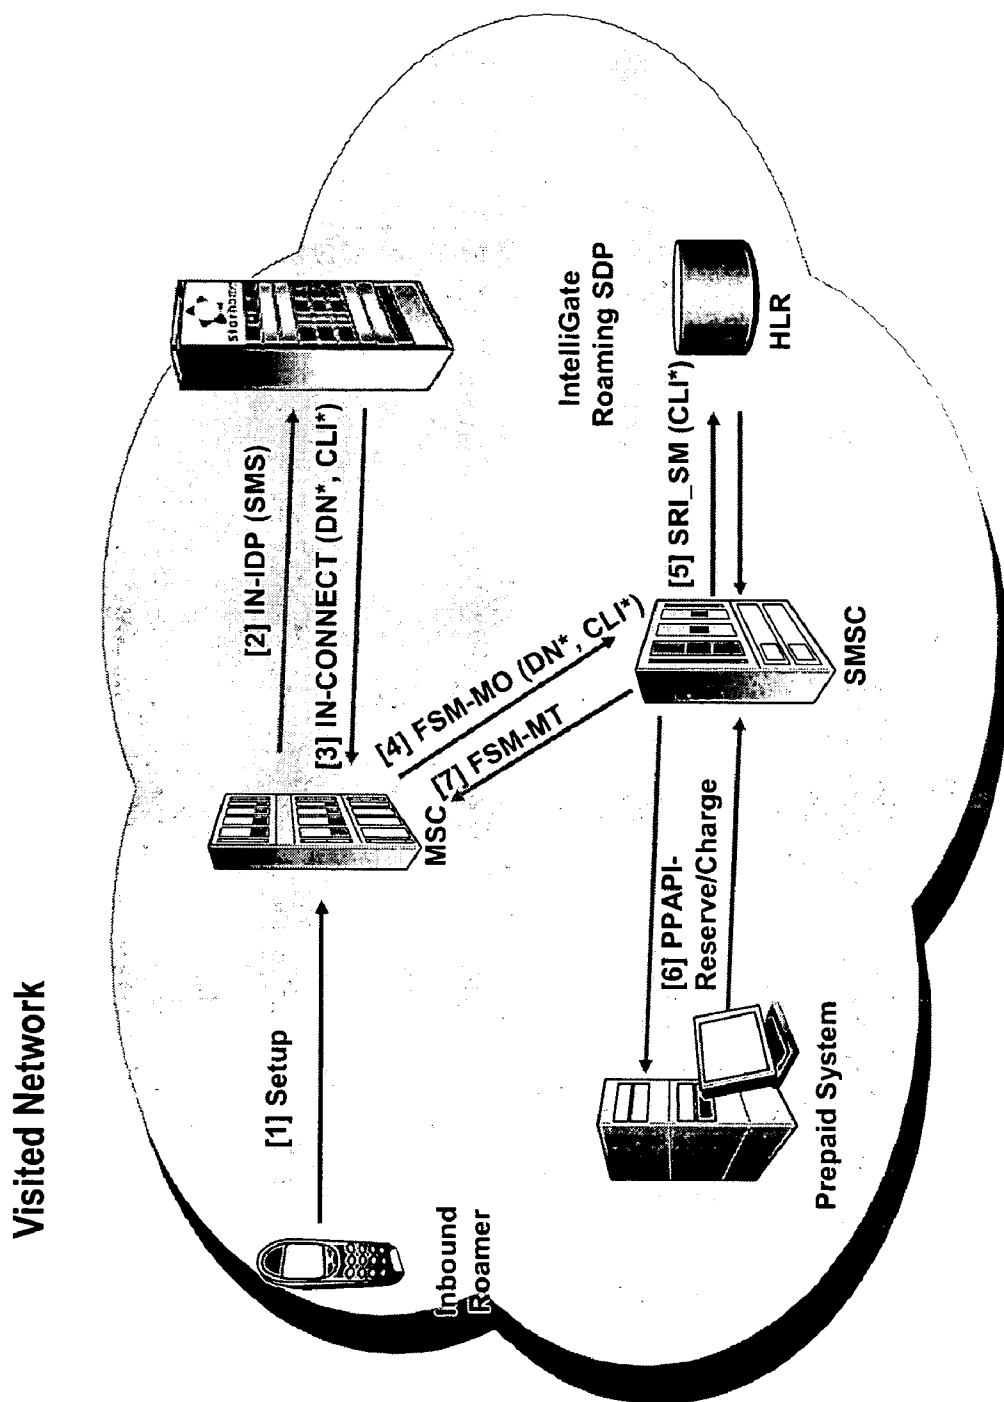 Visited Network
starhome
[2] IN-IDP (SMS)
[3] IN-CONNECT (DN*, CLI*)
[1] Setup
MSC
Inbound
Roamer
[4] FSM-MO (DN*, CLI*)
[7] FSM-MT
IntelliGate
Roaming SDP
[5] SRI_SM (CLI*)
HLR
[6] PPAPI-
Reserve/Charge
SMSC
Prepaid System